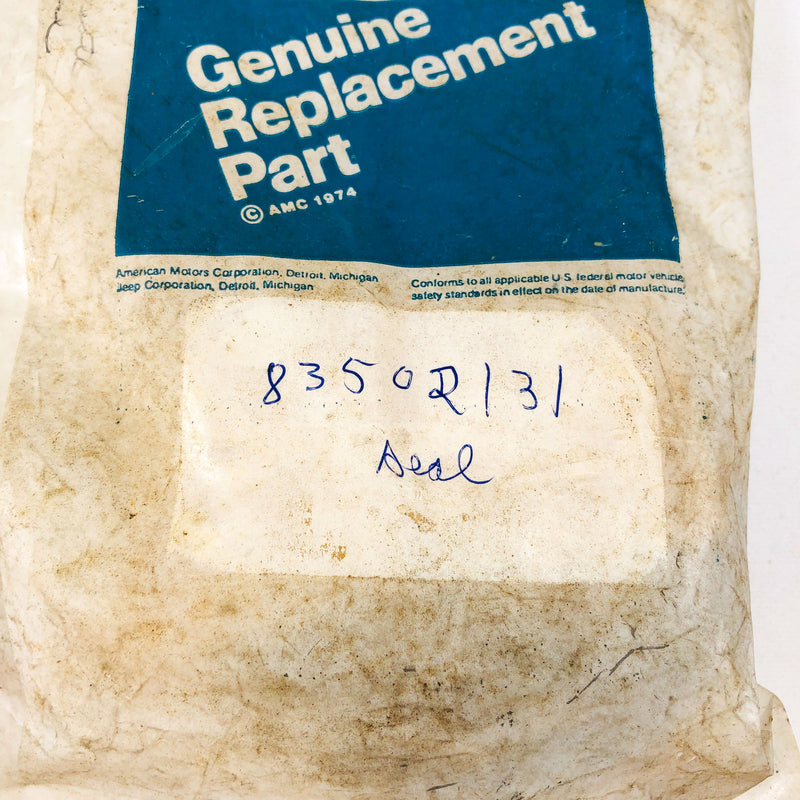 Genuine
Replacement
Part
© AMC 1974
American Motors Corporation, Detroit, Michigan
Jeep Corporation, Detroit, Michigan
Conforms to all applicable U.S. federal motor vehicle
safety standards in effect on the date of manufacture.
83502131
Seal